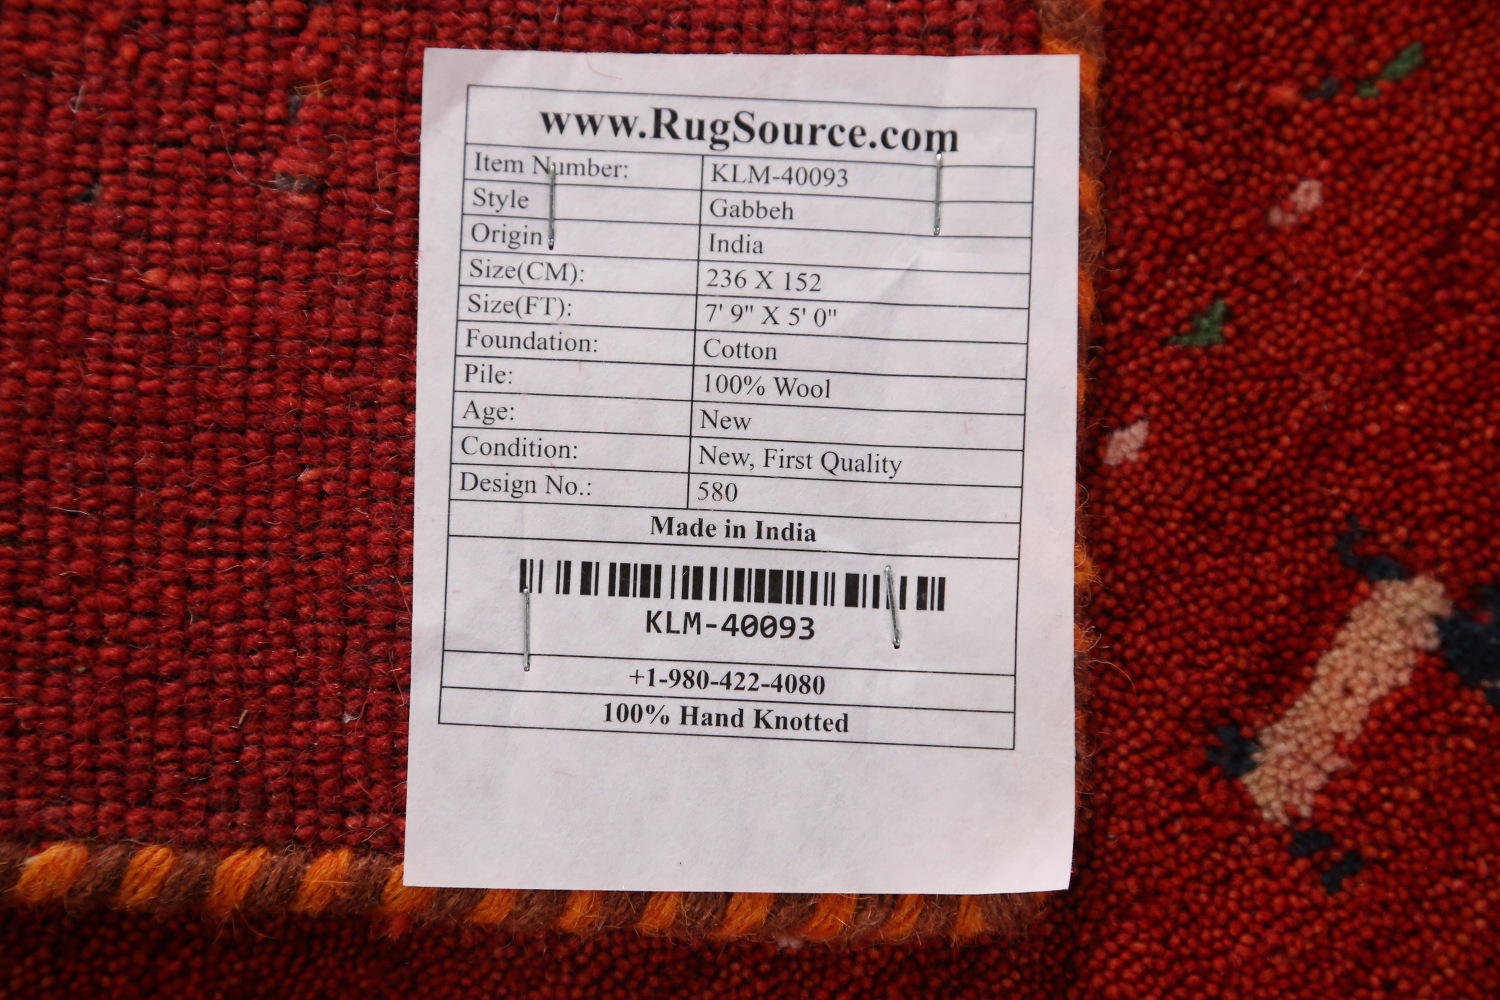 www.RugSource.com
Item Number: KLM-40093
Style Gabbeh
Origin India
Size(CM): 236 X 152
Size(FT): 7' 9" X 5' 0"
Foundation: Cotton
Pile: 100% Wool
Age: New
Condition: New, First Quality
Design No.: 580
Made in India
KLM-40093
+1-980-422-4080
100% Hand Knotted